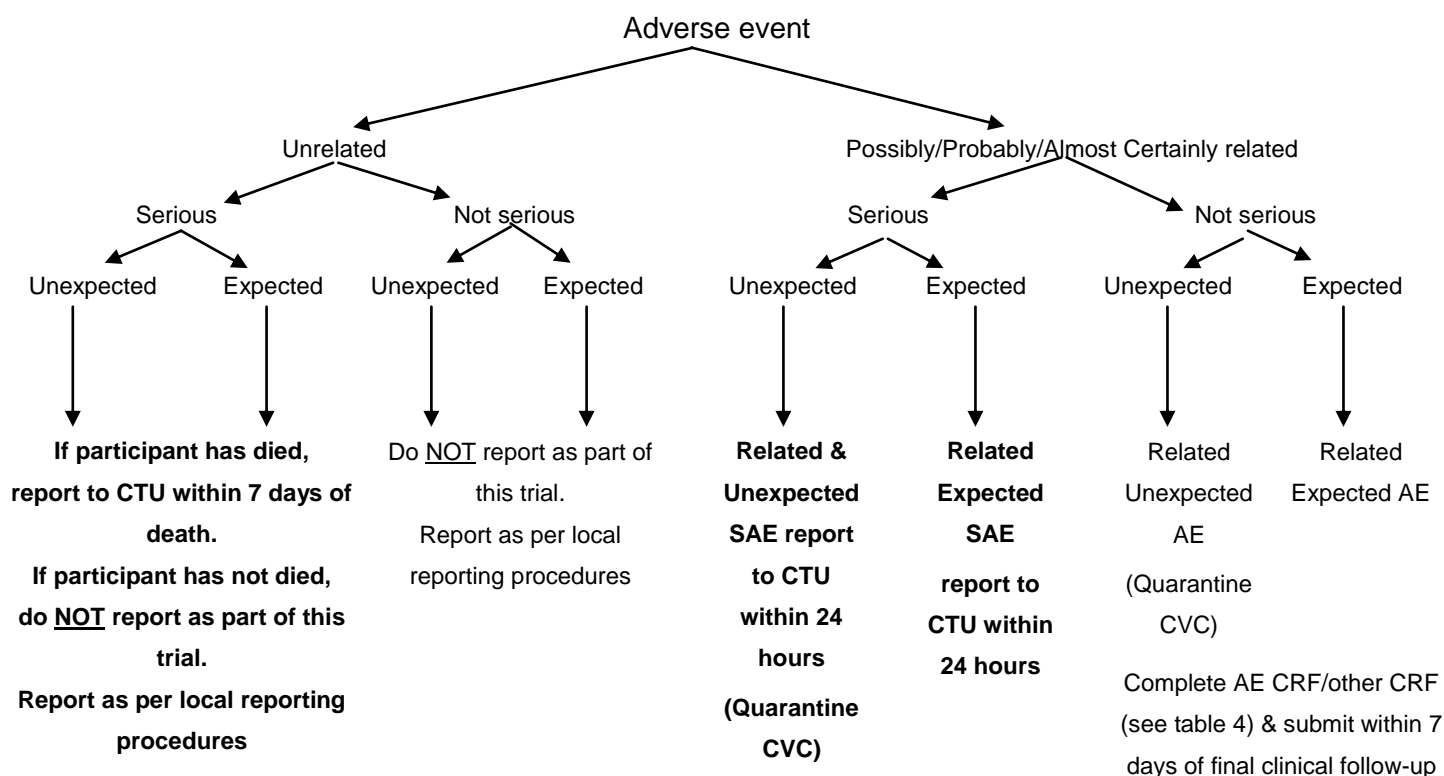 Adverse event
Unrelated
Possibly/Probably/Almost Certainly related
Serious
Not serious
Serious
Not serious
Unexpected
Expected
Unexpected
Expected
Unexpected
Expected
Unexpected
Expected
If participant has died,
report to CTU within 7 days of
death.
If participant has not died,
do NOT report as part of this
trial.
Report as per local reporting
procedures
Do NOT report as part of
this trial.
Report as per local
reporting procedures
Related &
Unexpected
SAE report
to CTU
within 24
hours
(Quarantine
CVC)
Related
Expected
SAE
report to
CTU within
24 hours
Related
Unexpected
AE
(Quarantine
CVC)
Related
Expected AE
Complete AE CRF/other CRF
(see table 4) & submit within 7
days of final clinical follow-up